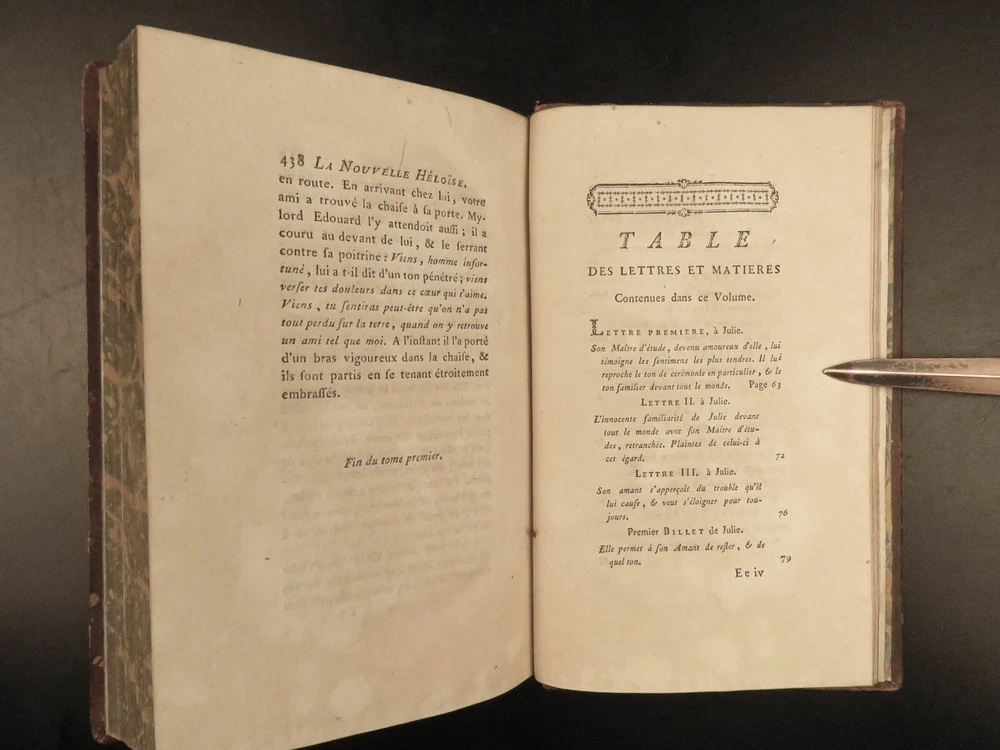 438 LA NOUVELLE HÉLOÏSE,
en route. En arrivant chez lui, votre
ami a trouvé la chaiſe à ſa porte. My-
lord Edouard l'y attendoit auſſi ; il a
couru au devant de lui, & le ſerrant
contre ſa poitrine : Viens, homme infor-
tuné, lui a t-il dit d'un ton pénétré ; viens
verſer tes douleurs dans ce cœur qui t'aime.
Viens, tu ſentiras peut-être qu'on n'a pas
tout perdu ſur la terre, quand on y retrouve
un ami tel que moi. A l'inſtant il l'a porté
d'un bras vigoureux dans la chaiſe, &
ils ſont partis en ſe tenant étroitement
embraſſés.
Fin du tome premier.
TABLE
DES LETTRES ET MATIERES
Contenues dans ce Volume.
LETTRE PREMIERE, à Julie.
Son Maître d'étude, devenu amoureux d'elle, lui
témoigne les ſentimens les plus tendres. Il lui
reproche le ton de cérémonie en particulier, & le
ton familier devant tout le monde. Page 63
LETTRE II. à Julie.
L'innocente familiarité de Julie devant
tout le monde avec ſon Maître d'étu-
des, retranchée. Plaintes de celui-ci à
cet égard. 72
LETTRE III. à Julie.
Son amant s'apperçoît du trouble qu'il
lui cauſe, & veut s'éloigner pour tou-
jours. 76
Premier BILLET de Julie.
Elle permet à ſon Amant de reſter, & de
quel ton. 79
E e iv